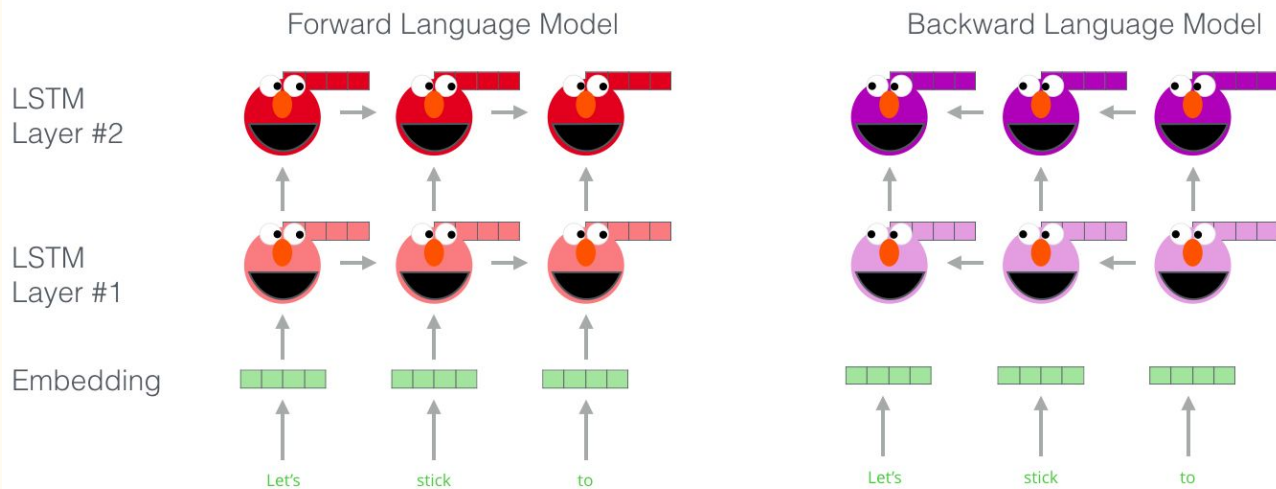 Forward Language Model
Backward Language Model
LSTM
Layer #2
LSTM
Layer #1
Embedding
Let's
stick
to
Let's
stick
to